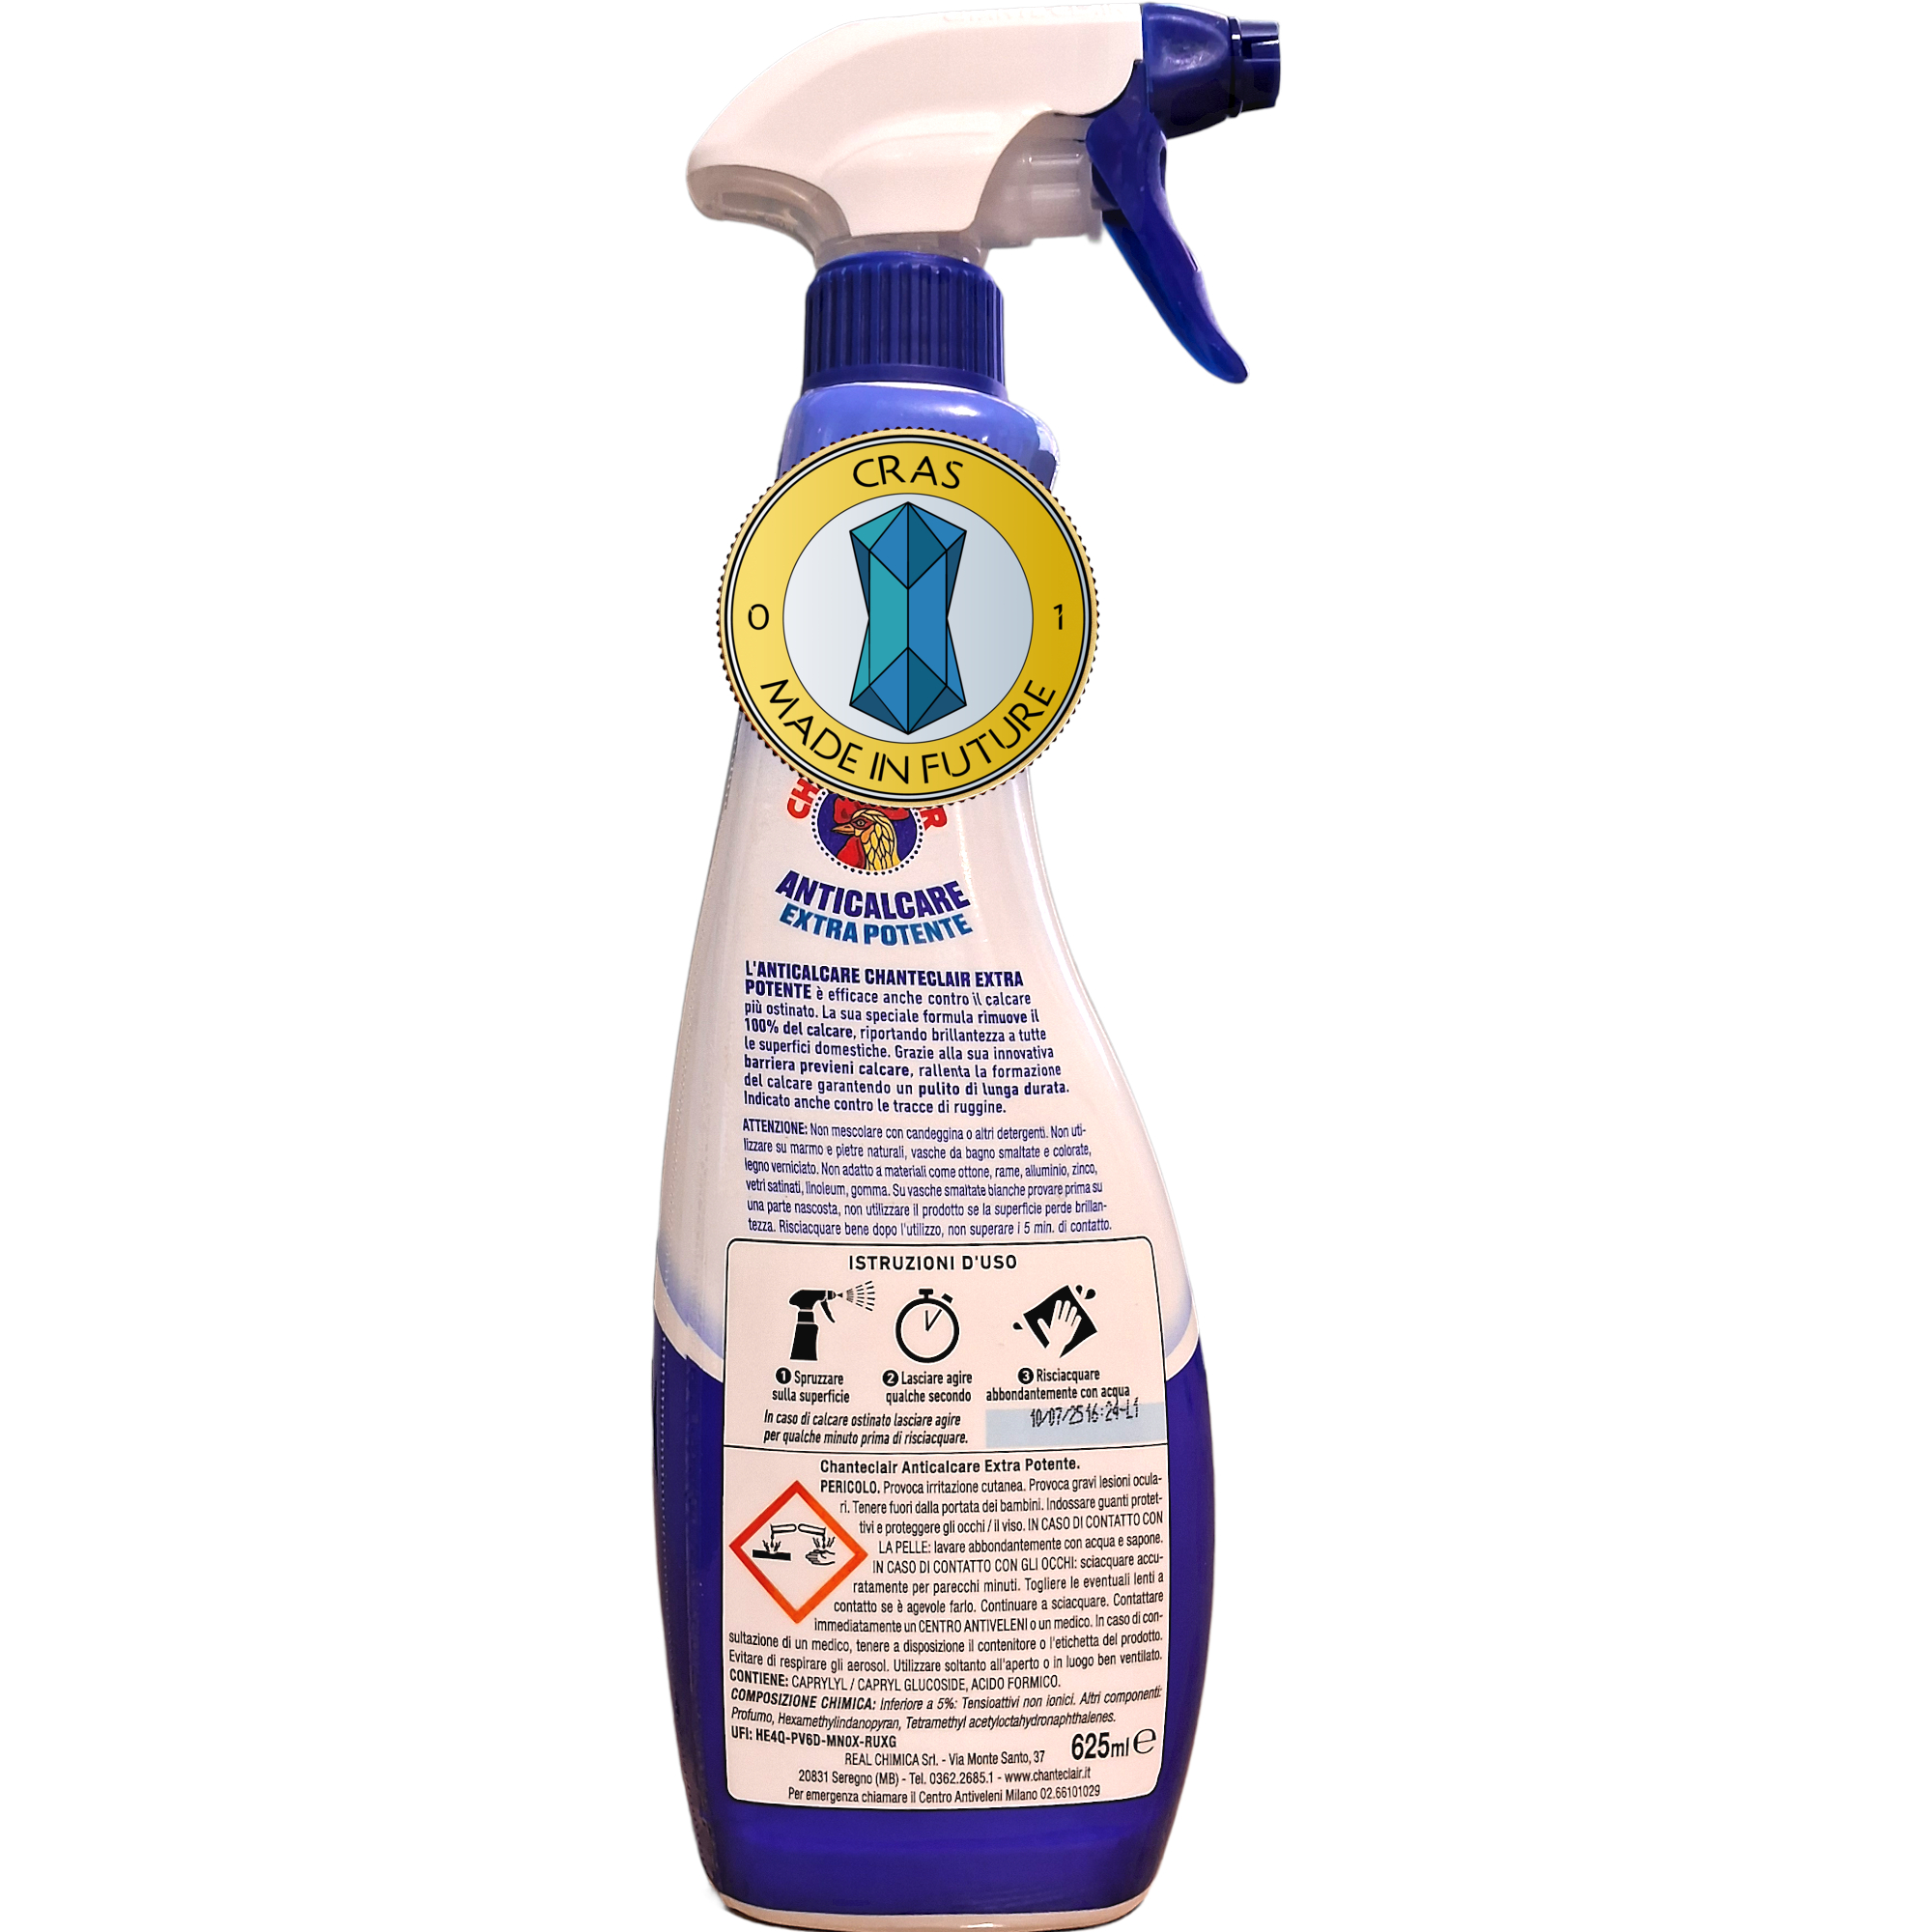 CRAS
0 1
MADE IN FUTURE
ANTICALCARE
EXTRA POTENTE
L'ANTICALCARE CHANTECLAIR EXTRA
POTENTE è efficace anche contro il calcare
più ostinato. La sua speciale formula rimuove il
100% del calcare, riportando brillantezza a tutte
le superfici domestiche. Grazie alla sua innovativa
barriera previeni calcare, rallenta la formazione
del calcare garantendo un pulito di lunga durata.
Indicato anche contro le tracce di ruggine.
ATTENZIONE: Non mescolare con candeggina o altri detergenti. Non uti-
lizzare su marmo e pietre naturali, vasche da bagno smaltate e colorate,
legno verniciato. Non adatto a materiali come ottone, rame, alluminio, zinco,
vetri satinati, linoleum, gomma. Su vasche smaltate bianche provare prima su
una parte nascosta, non utilizzare il prodotto se la superficie perde brillan-
tezza. Risciacquare bene dopo l'utilizzo, non superare i 5 min. di contatto.
ISTRUZIONI D'USO
1 Spruzzare
sulla superficie
2 Lasciare agire
qualche secondo
3 Risciacquare
abbondantemente con acqua
In caso di calcare ostinato lasciare agire
per qualche minuto prima di risciacquare.
10/07/25 16:24-L1
Chanteclair Anticalcare Extra Potente.
PERICOLO. Provoca irritazione cutanea. Provoca gravi lesioni ocula-
ri. Tenere fuori dalla portata dei bambini. Indossare guanti protet-
tivi e proteggere gli occhi / il viso. IN CASO DI CONTATTO CON
LA PELLE: lavare abbondantemente con acqua e sapone.
IN CASO DI CONTATTO CON GLI OCCHI: sciacquare accu-
ratamente per parecchi minuti. Togliere le eventuali lenti a
contatto se è agevole farlo. Continuare a sciacquare. Contattare
immediatamente un CENTRO ANTIVELENI o un medico. In caso di con-
sultazione di un medico, tenere a disposizione il contenitore o l'etichetta del prodotto.
Evitare di respirare gli aerosol. Utilizzare soltanto all'aperto o in luogo ben ventilato.
CONTIENE: CAPRYLYL / CAPRYL GLUCOSIDE, ACIDO FORMICO.
COMPOSIZIONE CHIMICA: Inferiore a 5%: Tensioattivi non ionici. Altri componenti:
Profumo, Hexamethylindanopyran, Tetramethyl acetyloctahydronaphthalenes.
UFI: HE4Q-PV6D-MN0X-RUXG
REAL CHIMICA Srl. - Via Monte Santo, 37
625ml e
20831 Seregno (MB) - Tel. 0362.2685.1 - www.chanteclair.it
Per emergenza chiamare il Centro Antiveleni Milano 02.66101029